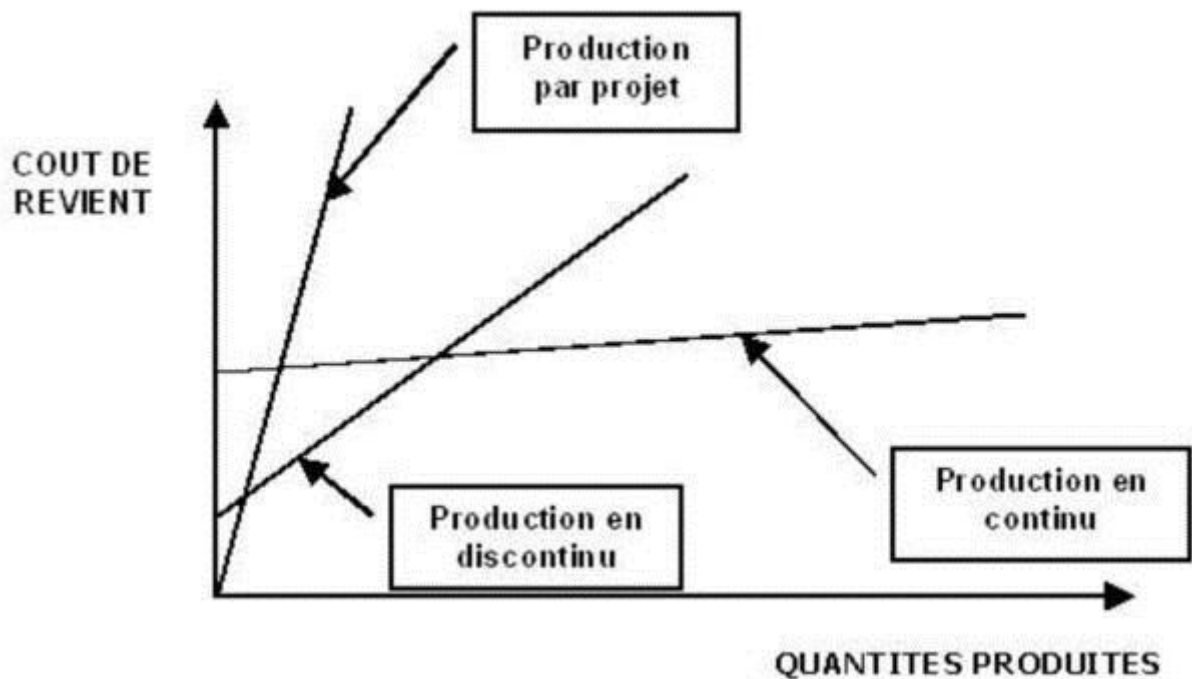 Production
par projet
COUT DE
REVIENT
Production en
discontinu
Production en
continu
QUANTITES PRODUITES